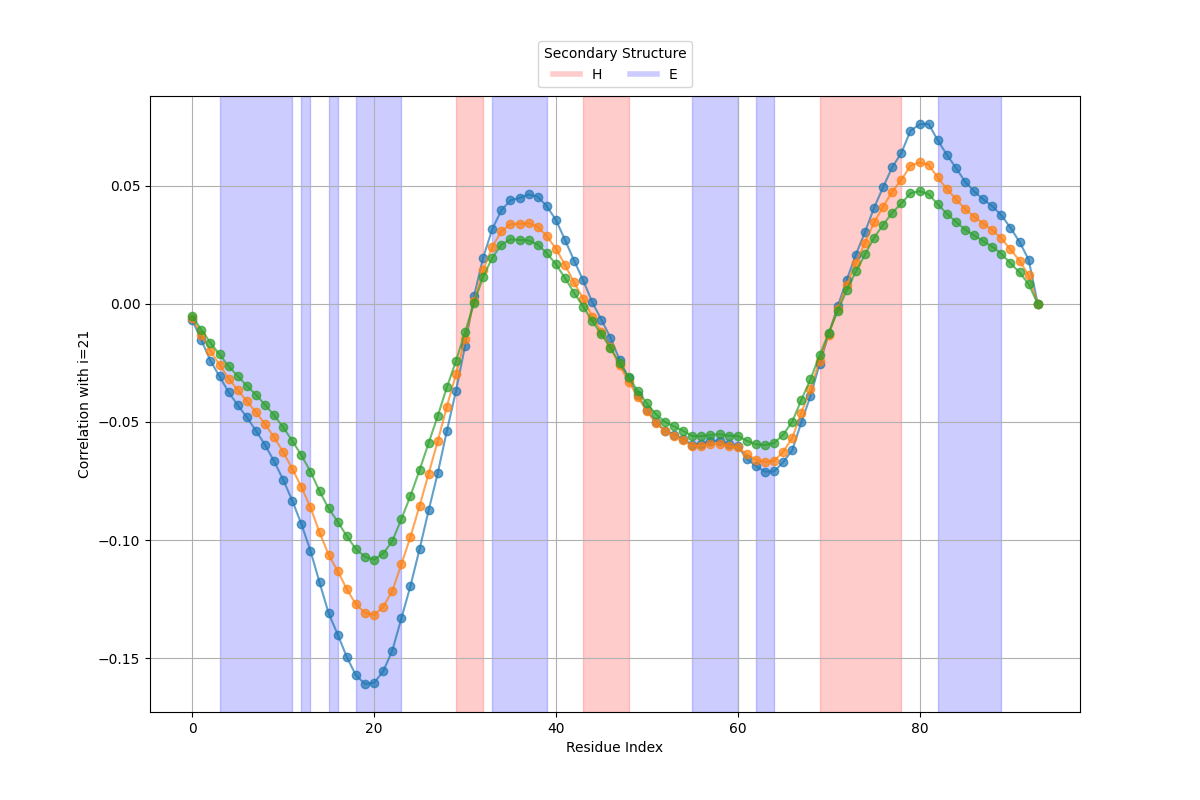 Secondary Structure
H E
0.05
0.00
−0.05
−0.10
−0.15
Correlation with i=21
0 20 40 60 80
Residue Index